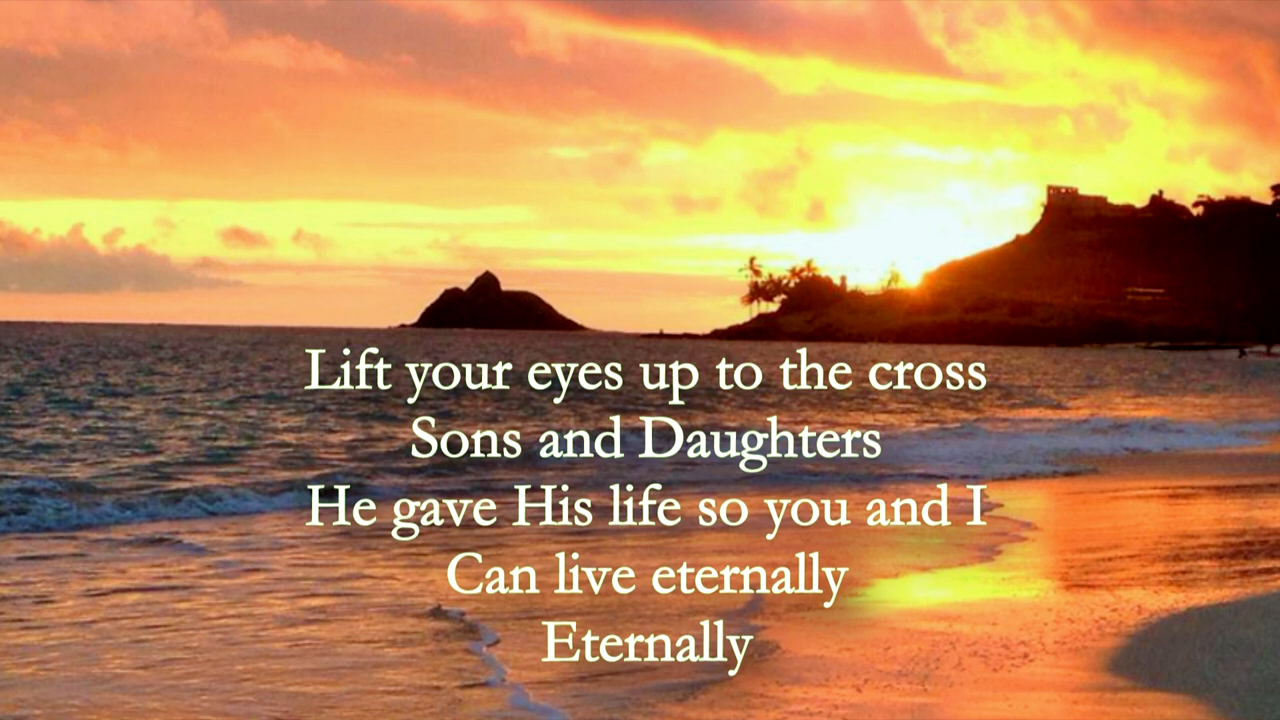 Lift your eyes up to the cross
Sons and Daughters
He gave His life so you and I
Can live eternally
Eternally